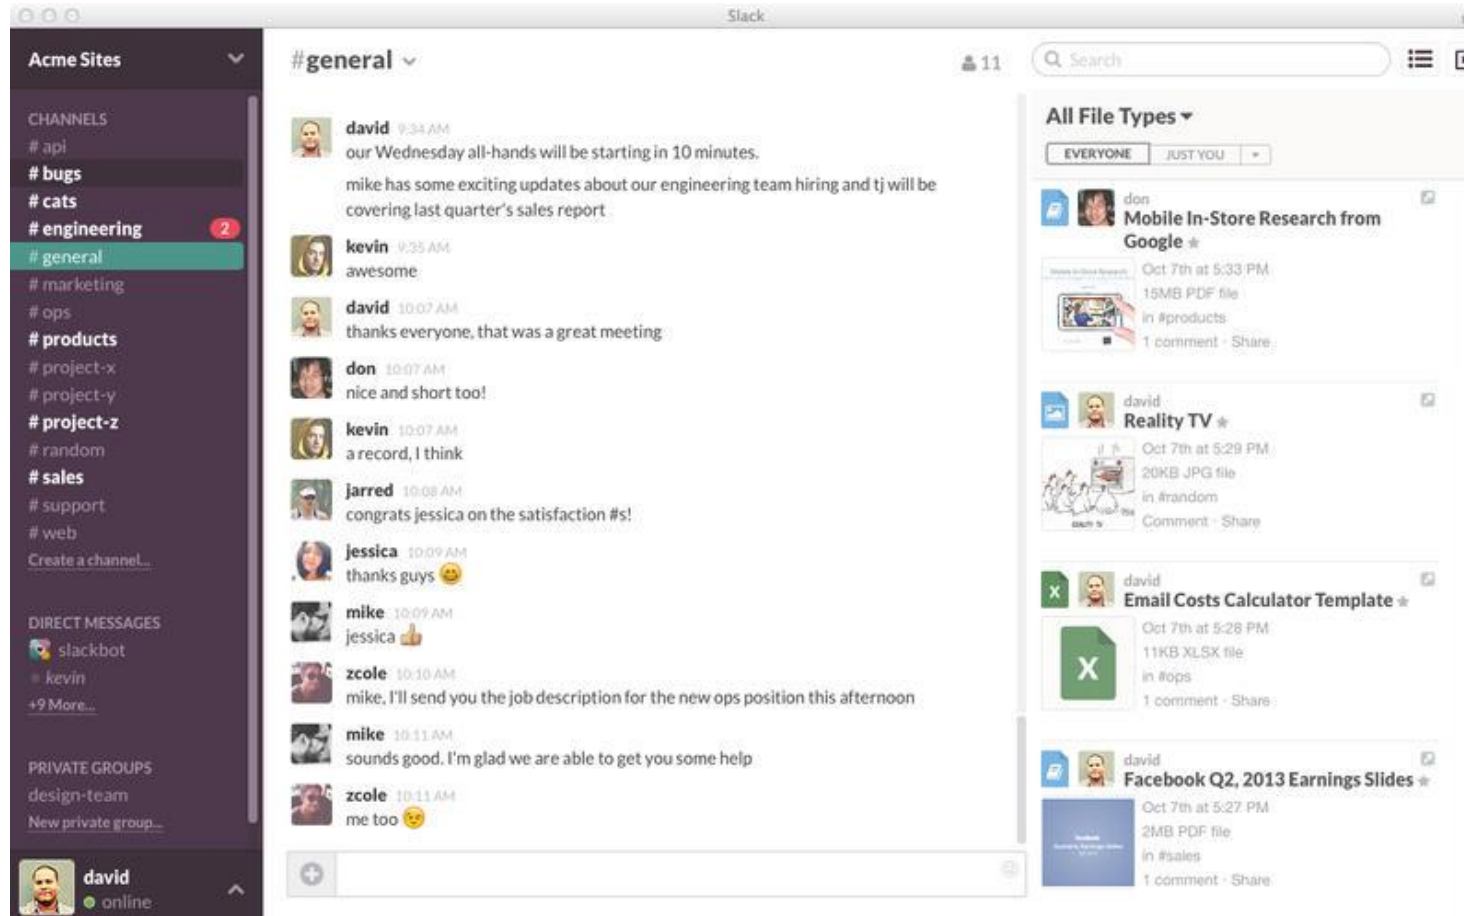 Slack
Acme Sites
CHANNELS
# api
# bugs
# cats
# engineering 2
# general
# marketing
# ops
# products
# project-x
# project-y
# project-z
# random
# sales
# support
# web
Create a channel...
DIRECT MESSAGES
slackbot
kevin
+9 More...
PRIVATE GROUPS
design-team
New private group...
david
online
#general
11
david 9:34 AM
our Wednesday all-hands will be starting in 10 minutes.
mike has some exciting updates about our engineering team hiring and tj will be
covering last quarter's sales report
kevin 9:35 AM
awesome
david 10:07 AM
thanks everyone, that was a great meeting
don 10:07 AM
nice and short too!
kevin 10:07 AM
a record, I think
jarred 10:08 AM
congrats jessica on the satisfaction #s!
jessica 10:09 AM
thanks guys
mike 10:09 AM
jessica
zcole 10:10 AM
mike, I'll send you the job description for the new ops position this afternoon
mike 10:11 AM
sounds good. I'm glad we are able to get you some help
zcole 10:11 AM
me too
Search
All File Types
EVERYONE JUST YOU
don
Mobile In-Store Research from
Google
Mobile In-Store Research
Oct 7th at 5:33 PM
15MB PDF file
in #products
1 comment · Share
david
Reality TV
Oct 7th at 5:29 PM
20KB JPG file
in #random
Comment · Share
REALITY TV
david
Email Costs Calculator Template
X
Oct 7th at 5:28 PM
11KB XLSX file
in #ops
1 comment · Share
david
Facebook Q2, 2013 Earnings Slides
Oct 7th at 5:27 PM
2MB PDF file
in #sales
1 comment · Share